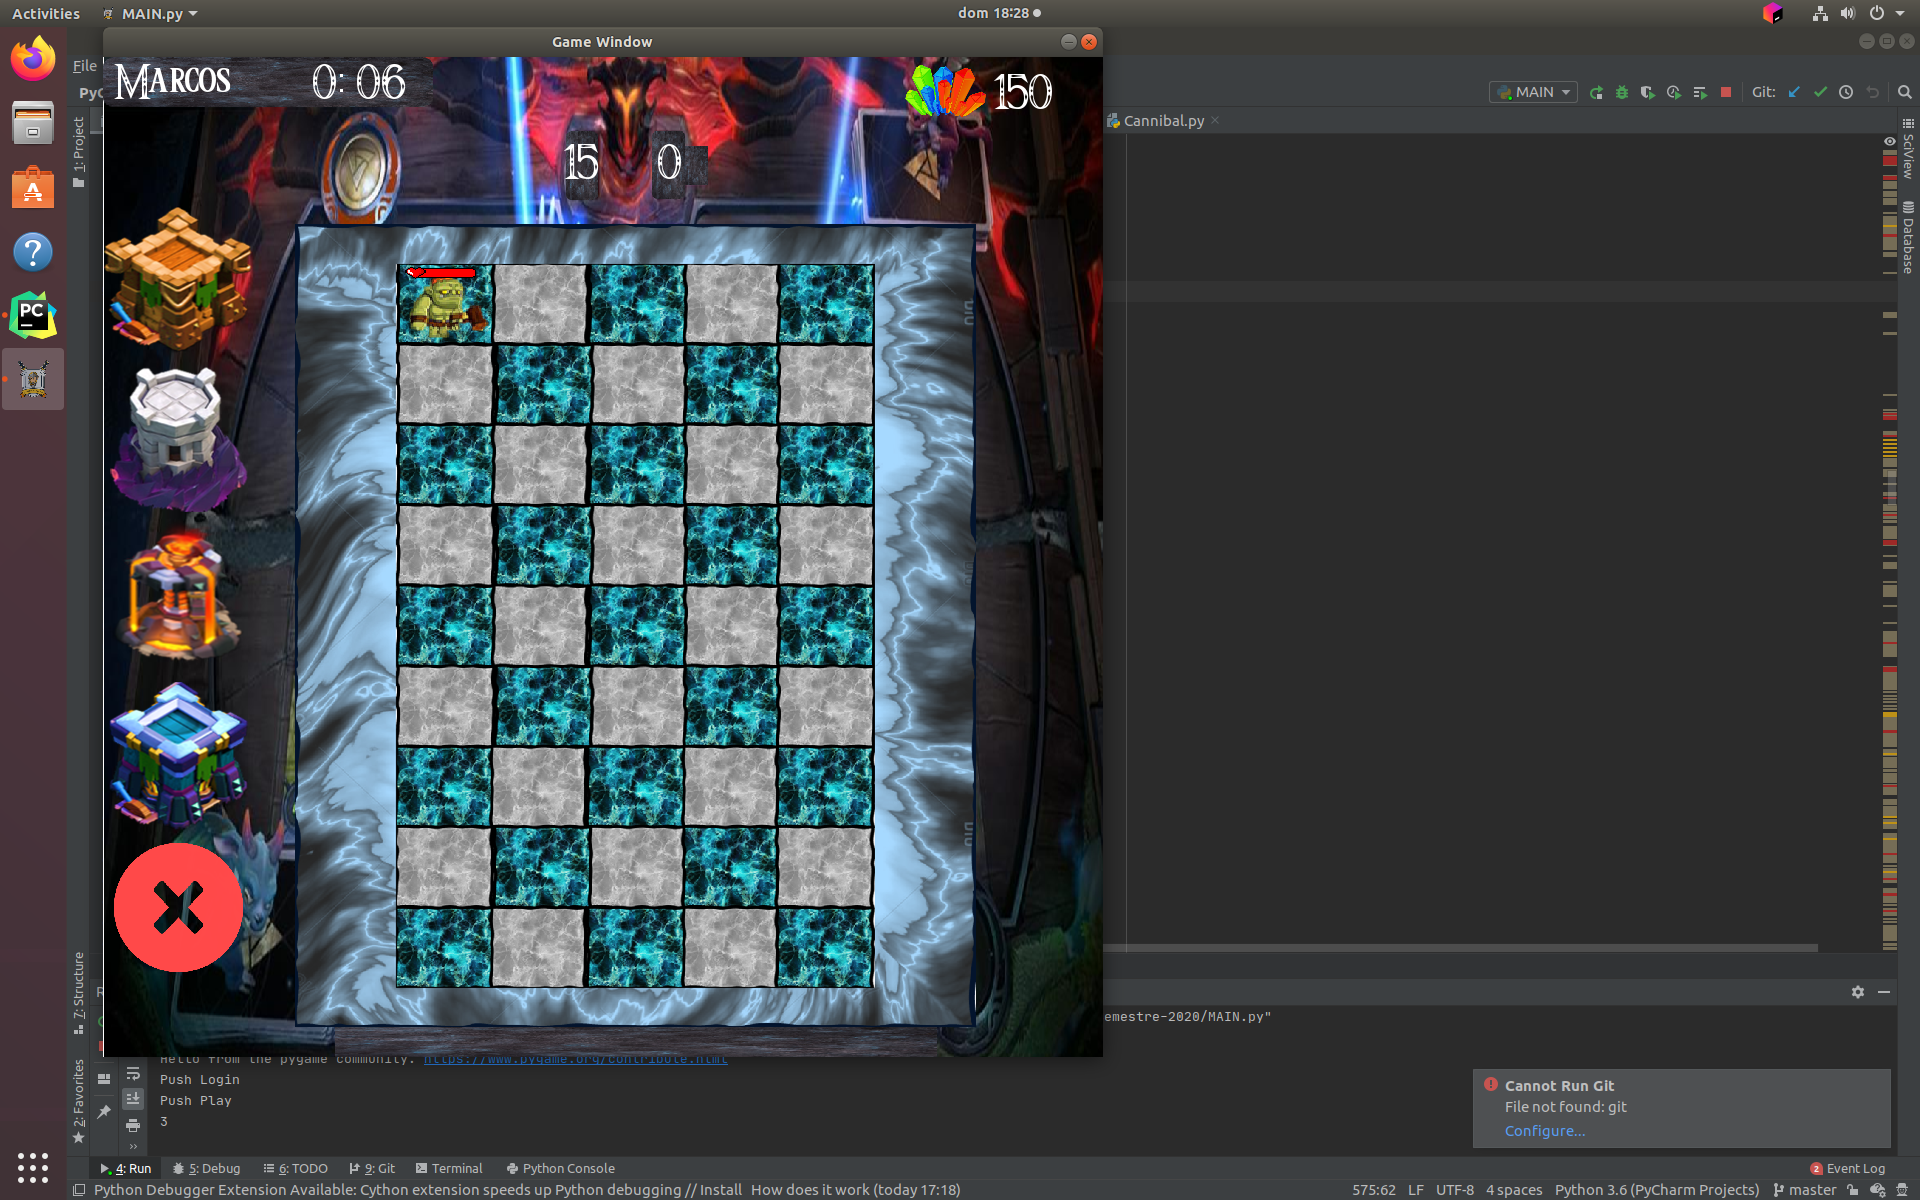 Activities MAIN.py dom 18:28
Game Window
File
MARCOS 0: 06 150
MAIN Git:
PyC
Cannibal.py
1: Project
SciView
Database
15 0
PC
7: Structure
R
emestre-2020/MAIN.py"
Hello from the pygame community. https://www.pygame.org/contribute.html
Push Login
Push Play
3
2: Favorites
Cannot Run Git
File not found: git
Configure...
4: Run 5: Debug 6: TODO 9: Git Terminal Python Console 2 Event Log
Python Debugger Extension Available: Cython extension speeds up Python debugging // Install How does it work (today 17:18) 575:62 LF UTF-8 4 spaces Python 3.6 (PyCharm Projects) master